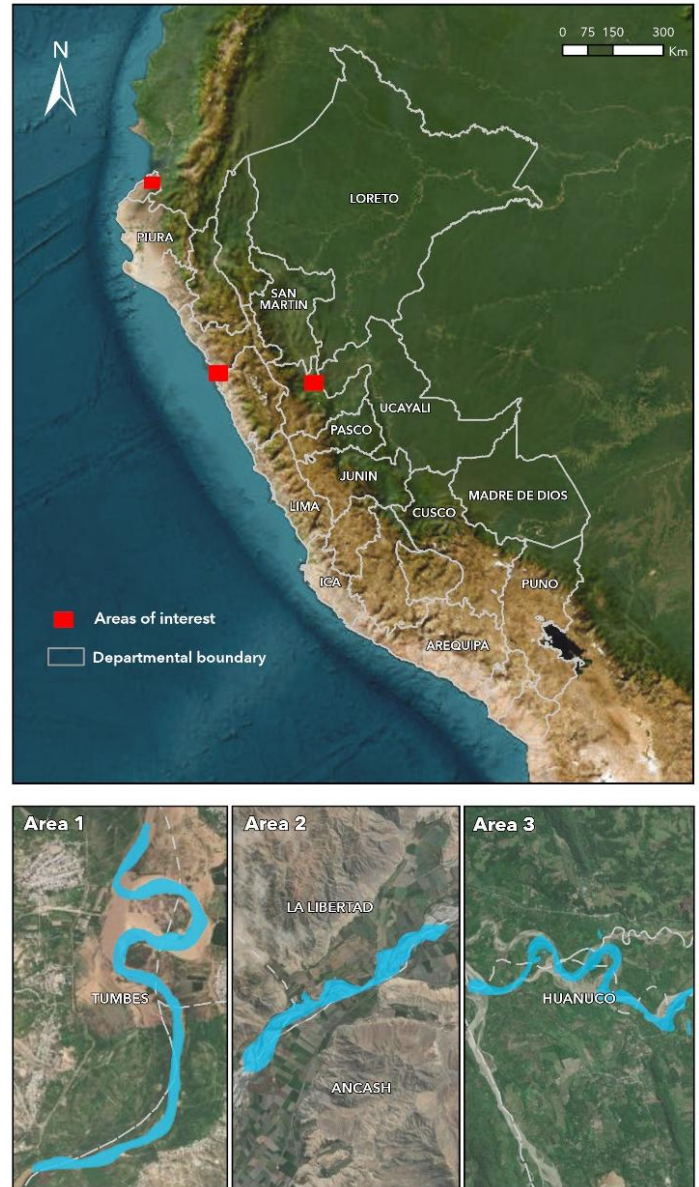 N
0 75 150 300
Km
LORETO
PIURA
SAN
MARTIN
UCAYALI
PASCO
JUNIN
MADRE DE DIOS
LIMA
CUSCO
ICA
PUNO
AREQUIPA
Areas of interest
Departmental boundary
Area 1
TUMBES
Area 2
LA LIBERTAD
ANCASH
Area 3
HUANUCO